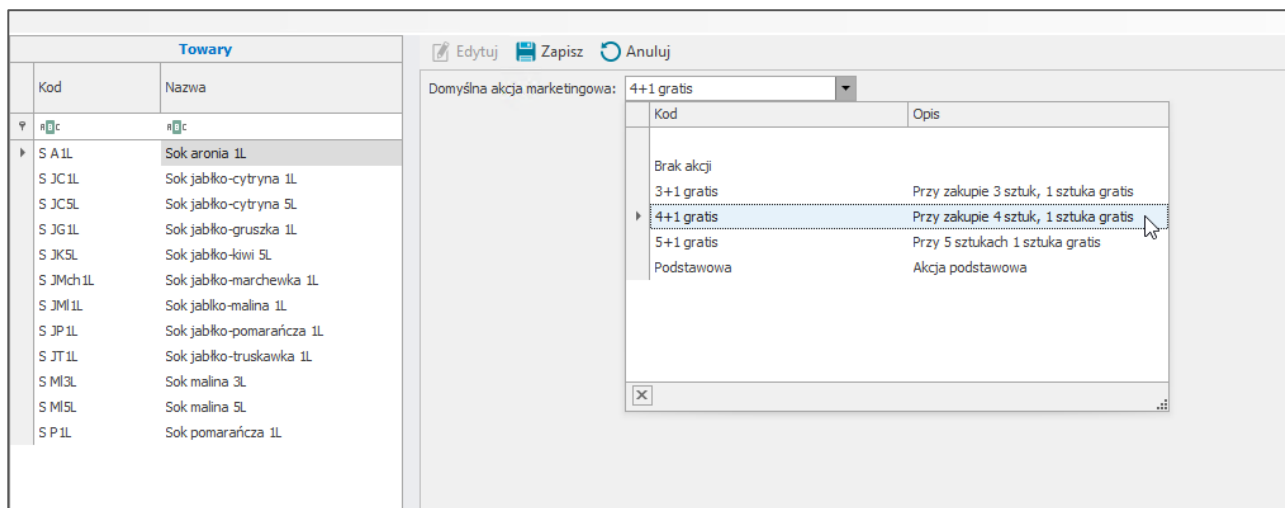 Towary
Kod Nazwa
S A1L Sok aronia 1L
S JC1L Sok jabłko-cytryna 1L
S JC5L Sok jabłko-cytryna 5L
S JG1L Sok jabłko-gruszka 1L
S JK5L Sok jabłko-kiwi 5L
S JMch1L Sok jabłko-marchewka 1L
S JMl1L Sok jablko-malina 1L
S JP1L Sok jabłko-pomarańcza 1L
S JT1L Sok jabłko-truskawka 1L
S Ml3L Sok malina 3L
S Ml5L Sok malina 5L
S P1L Sok pomarańcza 1L
Edytuj Zapisz Anuluj
Domyślna akcja marketingowa: 4+1 gratis
Kod Opis
Brak akcji
3+1 gratis Przy zakupie 3 sztuk, 1 sztuka gratis
4+1 gratis Przy zakupie 4 sztuk, 1 sztuka gratis
5+1 gratis Przy 5 sztukach 1 sztuka gratis
Podstawowa Akcja podstawowa